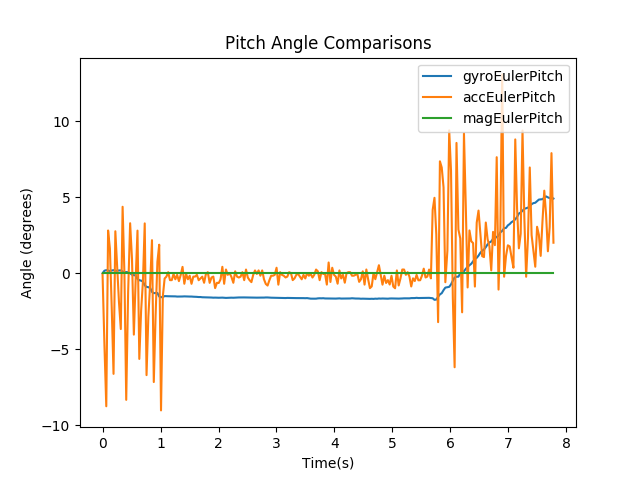 Pitch Angle Comparisons
gyroEulerPitch
accEulerPitch
magEulerPitch
Angle (degrees)
10
5
0
−5
−10
0 1 2 3 4 5 6 7 8
Time(s)